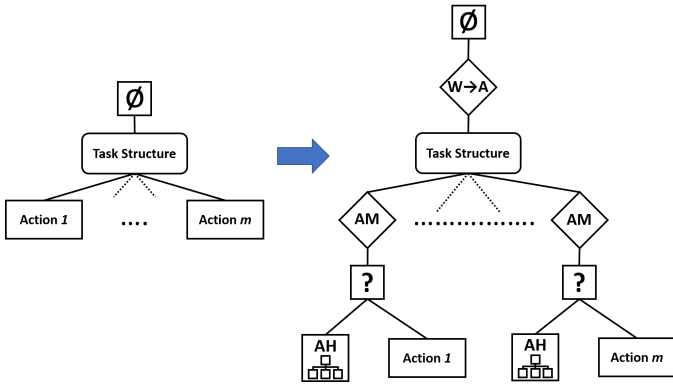 Ø
Task Structure
Action 1
....
Action m
Ø
W→A
Task Structure
AM
AM
?
?
AH
Action 1
AH
Action m